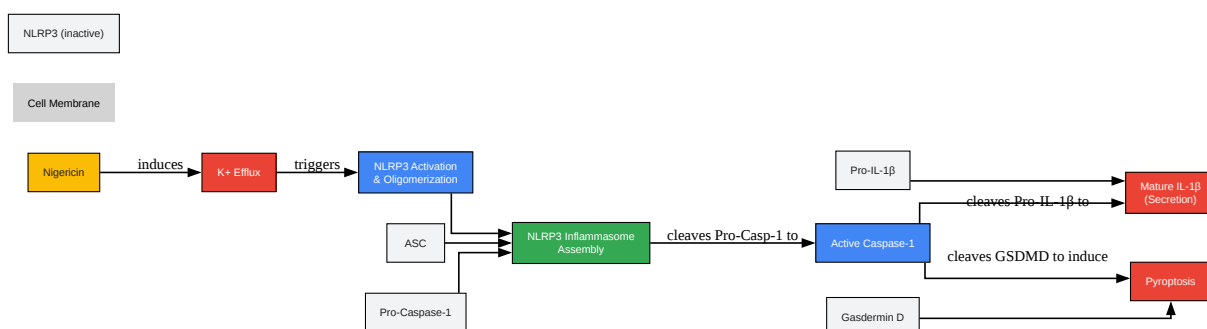 NLRP3 (inactive)
Cell Membrane
Nigericin
induces
K+ Efflux
triggers
NLRP3 Activation
& Oligomerization
ASC
Pro-Caspase-1
NLRP3 Inflammasome
Assembly
cleaves Pro-Casp-1 to
Active Caspase-1
Pro-IL-1β
cleaves Pro-IL-1β to
Mature IL-1β
(Secretion)
cleaves GSDMD to induce
Pyroptosis
Gasdermin D